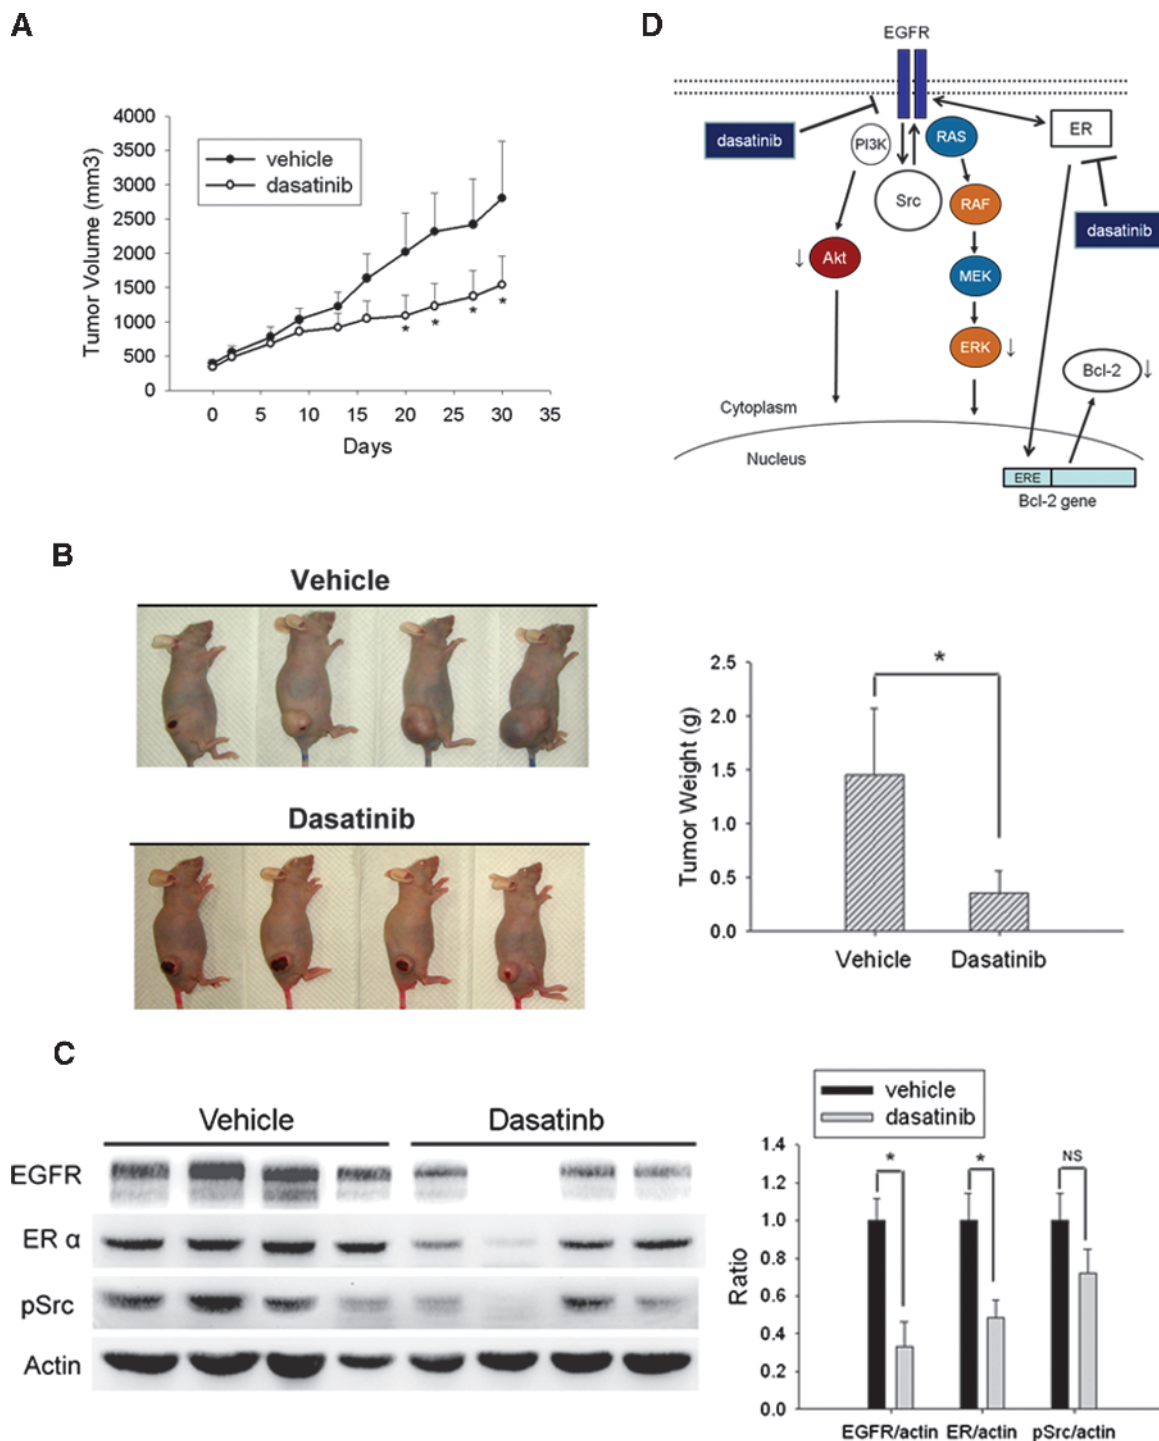 A
4000
3500
3000
2500
2000
1500
1000
500
0
Tumor Volume (mm3)
vehicle
dasatinib
* * * *
0 5 10 15 20 25 30 35
Days
D
EGFR
dasatinib
PI3K
RAS
ER
Src
RAF
dasatinib
↓ Akt
MEK
ERK ↓
Bcl-2 ↓
Cytoplasm
Nucleus
ERE
Bcl-2 gene
B
Vehicle
Dasatinib
2.5
2.0
1.5
1.0
0.5
0.0
Tumor Weight (g)
*
Vehicle Dasatinib
C
Vehicle Dasatinb
EGFR
ER α
pSrc
Actin
vehicle
dasatinib
1.4
1.2
1.0
0.8
0.6
0.4
0.2
0.0
Ratio
* * NS
EGFR/actin ER/actin pSrc/actin